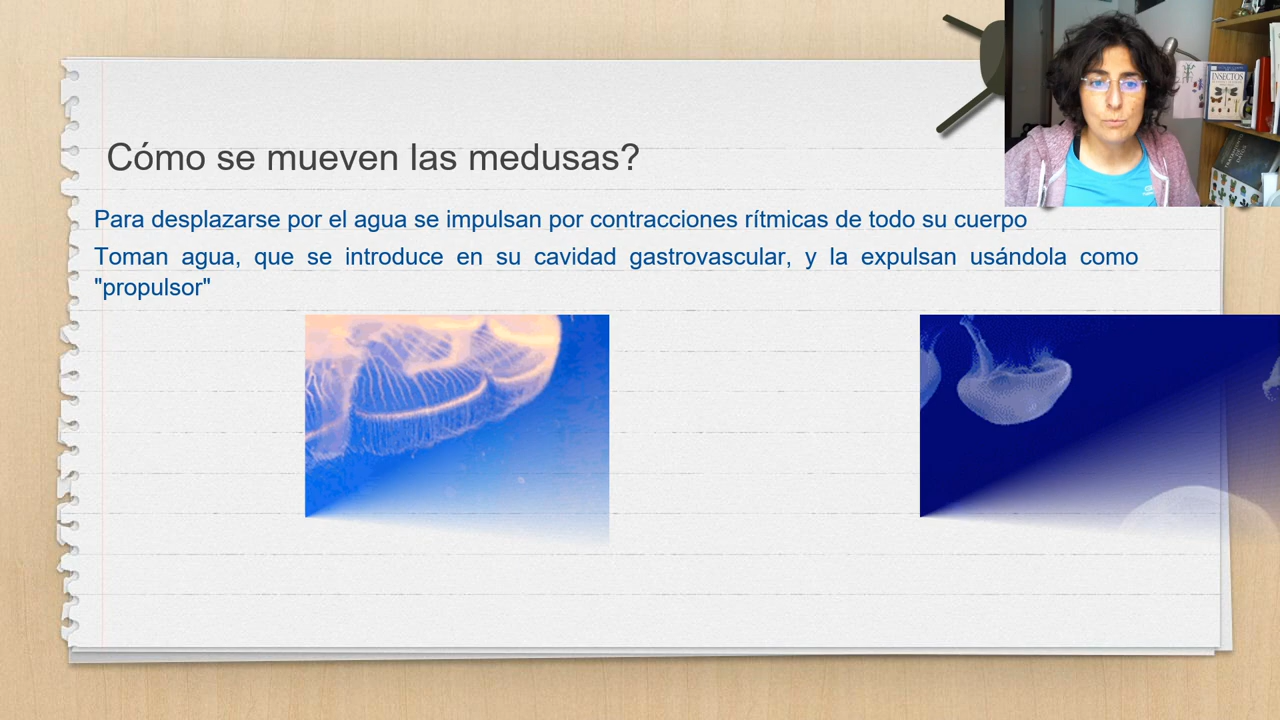 Cómo se mueven las medusas?
Para desplazarse por el agua se impulsan por contracciones rítmicas de todo su cuerpo
Toman agua, que se introduce en su cavidad gastrovascular, y la expulsan usándola como
"propulsor"
INSECTOS